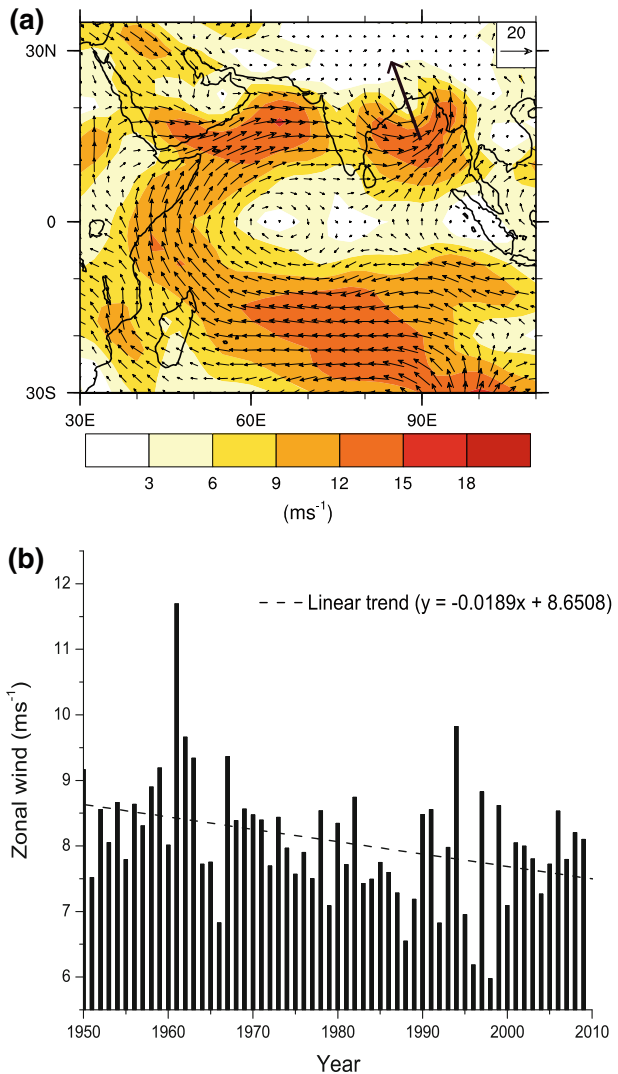 (a)
30N
20
0
30S
30E 60E 90E
3 6 9 12 15 18
(ms⁻¹)
(b)
12
Linear trend (y = -0.0189x + 8.6508)
11
10
9
8
7
6
Zonal wind (ms⁻¹)
1950 1960 1970 1980 1990 2000 2010
Year